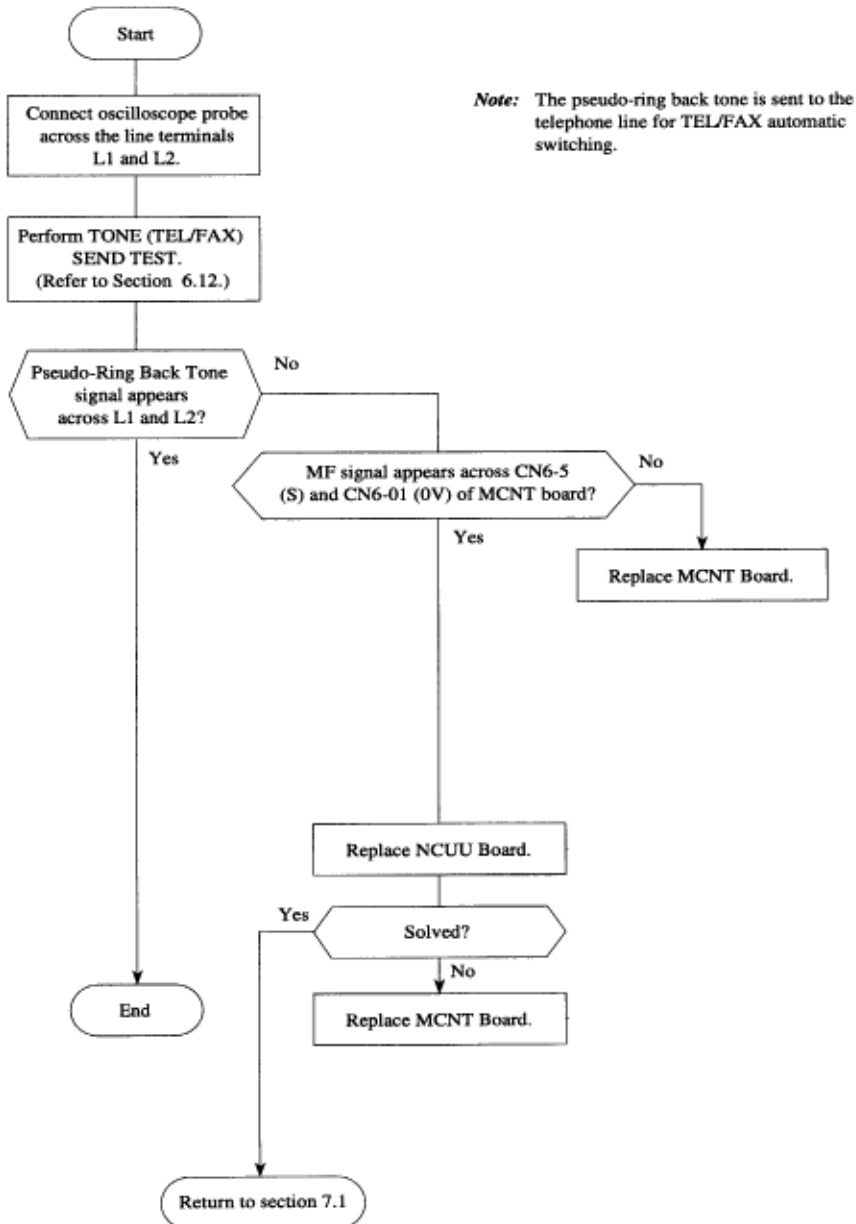 Start
Connect oscilloscope probe
across the line terminals
L1 and L2.
Note: The pseudo-ring back tone is sent to the
telephone line for TEL/FAX automatic
switching.
Perform TONE (TEL/FAX)
SEND TEST.
(Refer to Section 6.12.)
Pseudo-Ring Back Tone
signal appears
across L1 and L2?
No
Yes
MF signal appears across CN6-5
(S) and CN6-01 (0V) of MCNT board?
No
Yes
Replace MCNT Board.
Replace NCUU Board.
Yes
Solved?
No
End
Replace MCNT Board.
Return to section 7.1